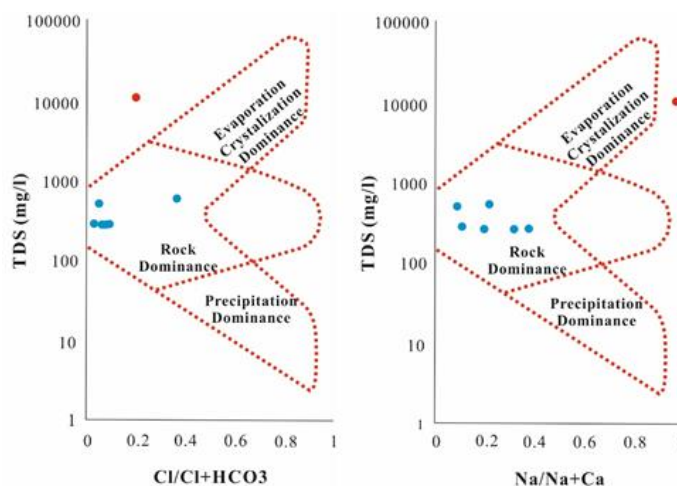 100000
10000
1000
100
10
1
TDS (mg/l)
0
0.2
0.4
0.6
0.8
1
Cl/Cl+HCO3
Evaporation
Crystalization
Dominance
Rock
Dominance
Precipitation
Dominance
100000
10000
1000
100
10
1
TDS (mg/l)
0
0.2
0.4
0.6
0.8
Na/Na+Ca
Evaporation
Crystalization
Dominance
Rock
Dominance
Precipitation
Dominance